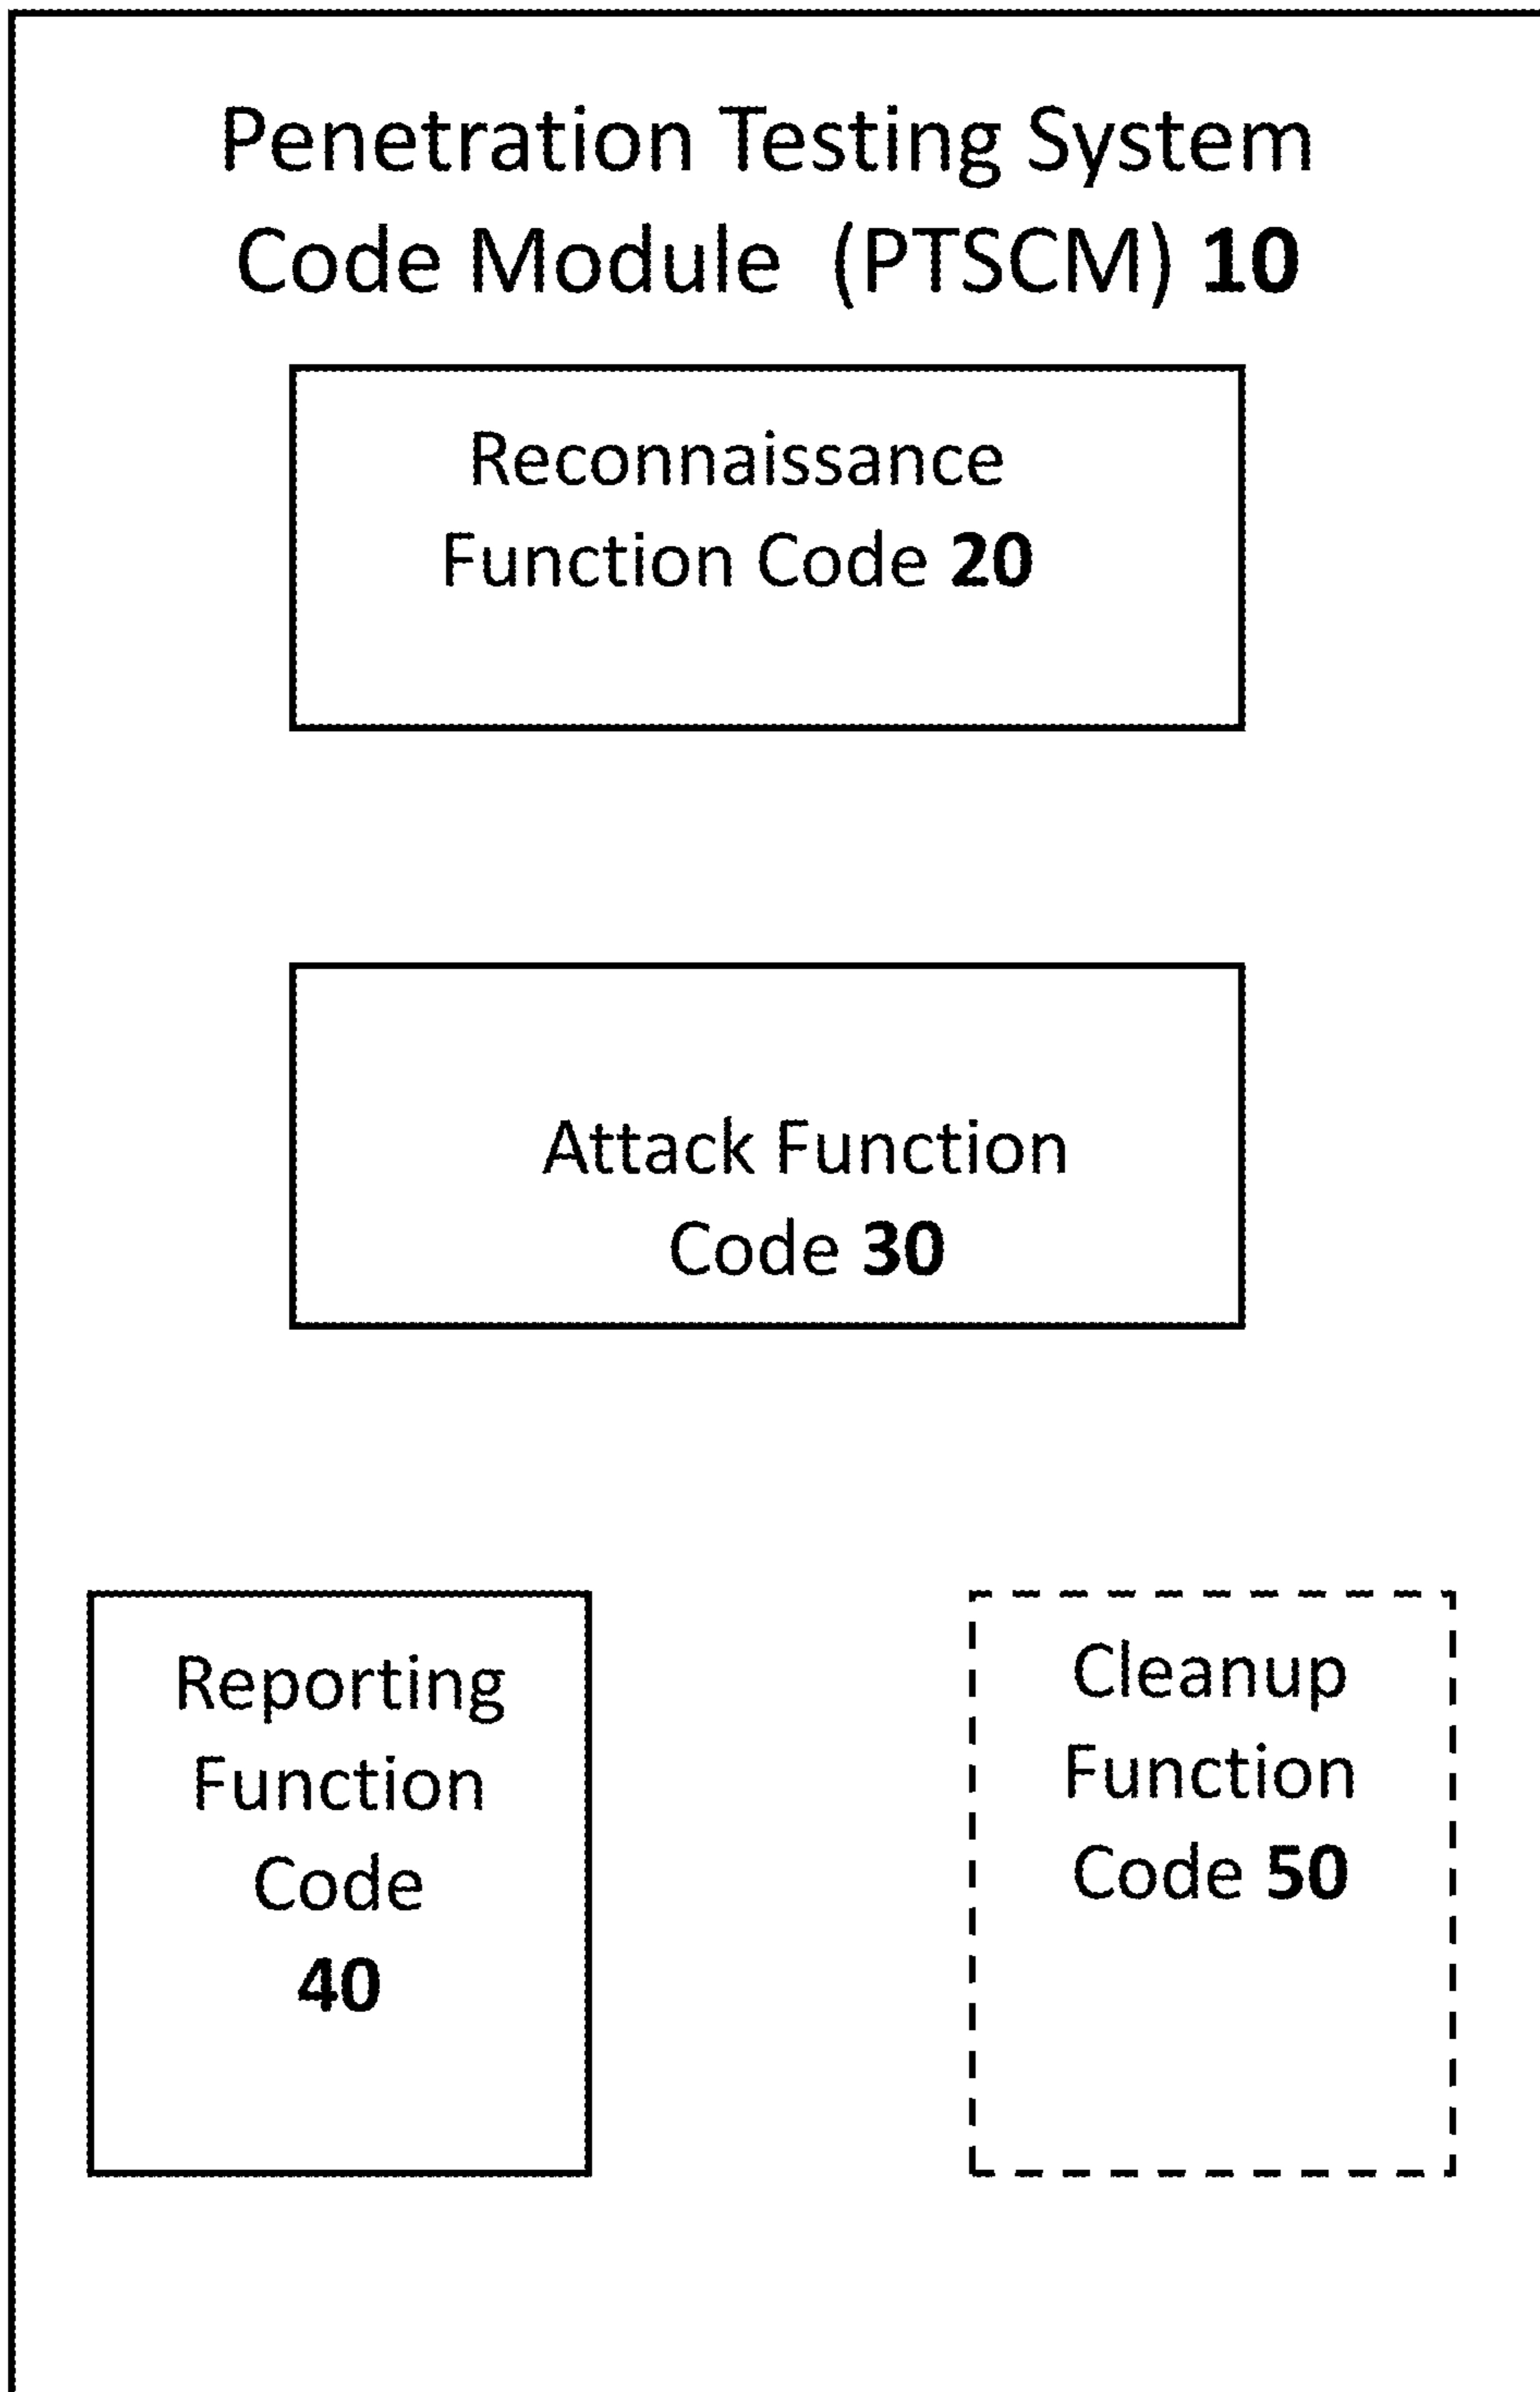 Penetration Testing System
Code Module (PTSCM) 10
Reconnaissance
Function Code 20
Attack Function
Code 30
Reporting
Function
Code
40
Cleanup
Function
Code 50